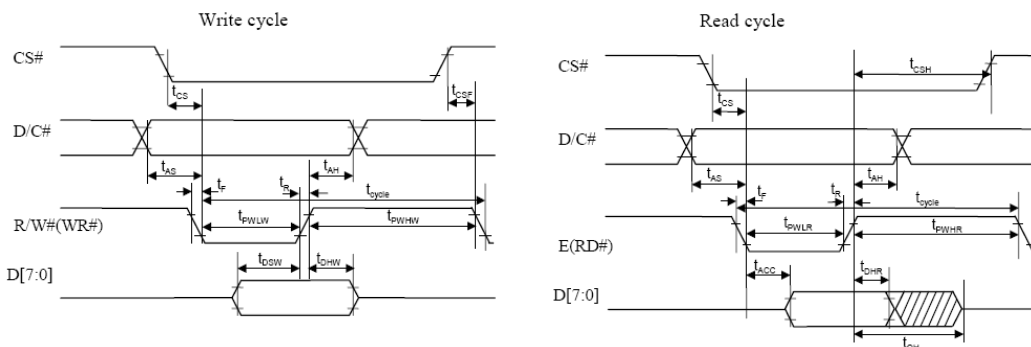 Write cycle
CS#
tCS
tCSF
D/C#
tAS
tAH
tF
tR
tcycle
R/W#(WR#)
tPWLW
tPWHW
tDSW
tDHW
D[7:0]
Read cycle
CS#
tCSH
tCS
D/C#
tAS
tAH
tF
tR
tcycle
E(RD#)
tPWLR
tPWHR
tACC
tDHR
D[7:0]